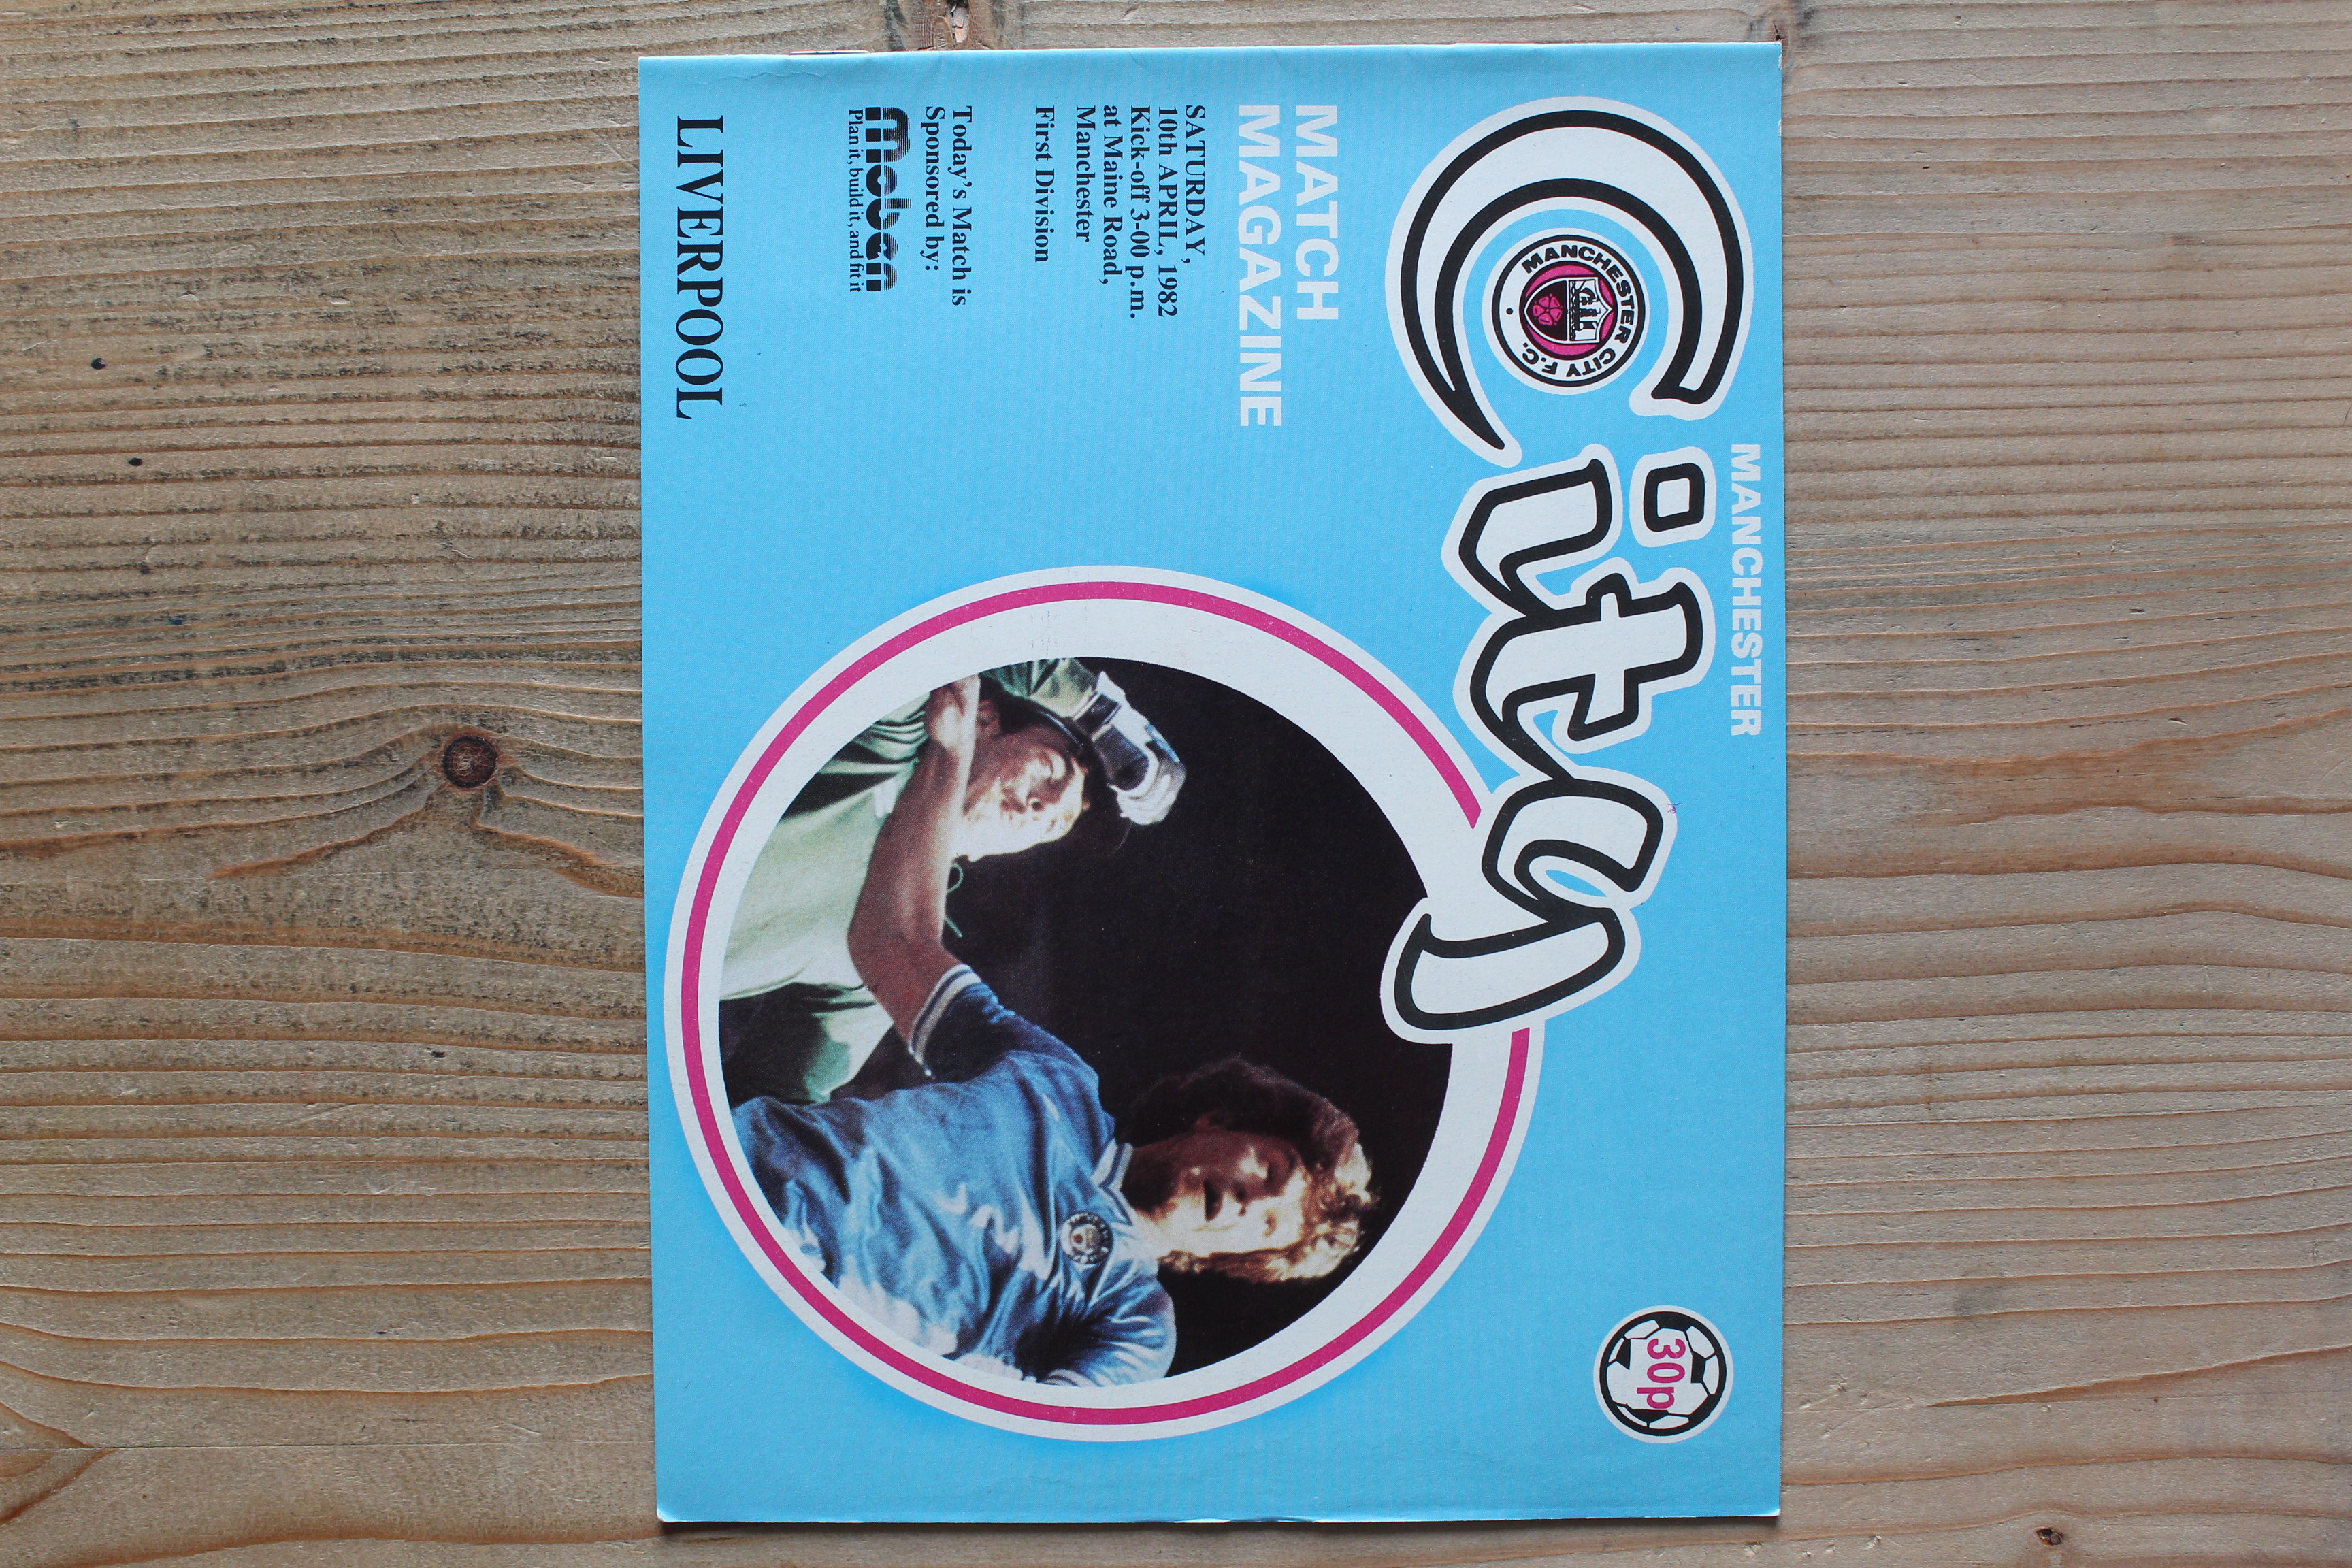 MANCHESTER
City
MANCHESTER CITY F.C.
30p
MATCH
MAGAZINE
SATURDAY,
10th APRIL, 1982
Kick-off 3-00 p.m.
at Maine Road,
Manchester
First Division
Today's Match is
Sponsored by:
moben
Plan it, build it, and fit it
LIVERPOOL